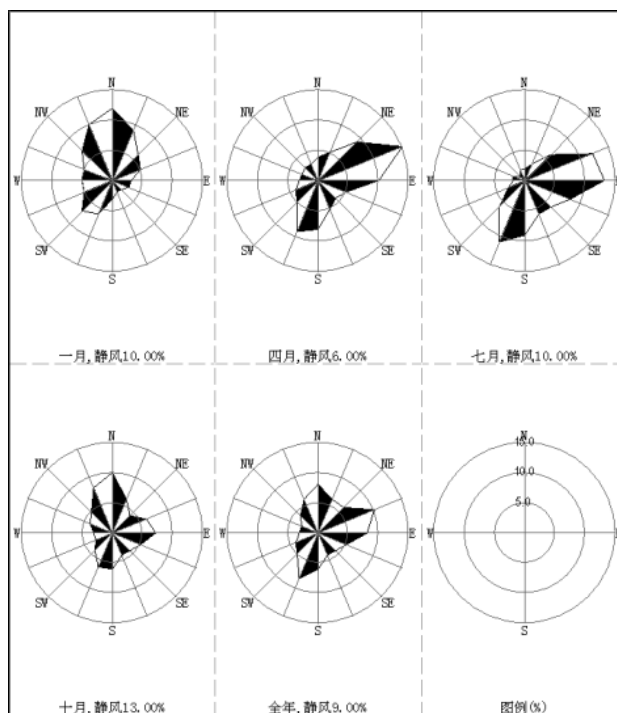 N
NW NE
W E
SW SE
S
一月,静风10.00%
N
NW NE
W E
SW SE
S
四月,静风6.00%
N
NW NE
W E
SW SE
S
七月,静风10.00%
N
NW NE
W E
SW SE
S
十月,静风13.00%
N
NW NE
W E
SW SE
S
全年,静风9.00%
N
15.0
10.0
5.0
W
S
图例(%)